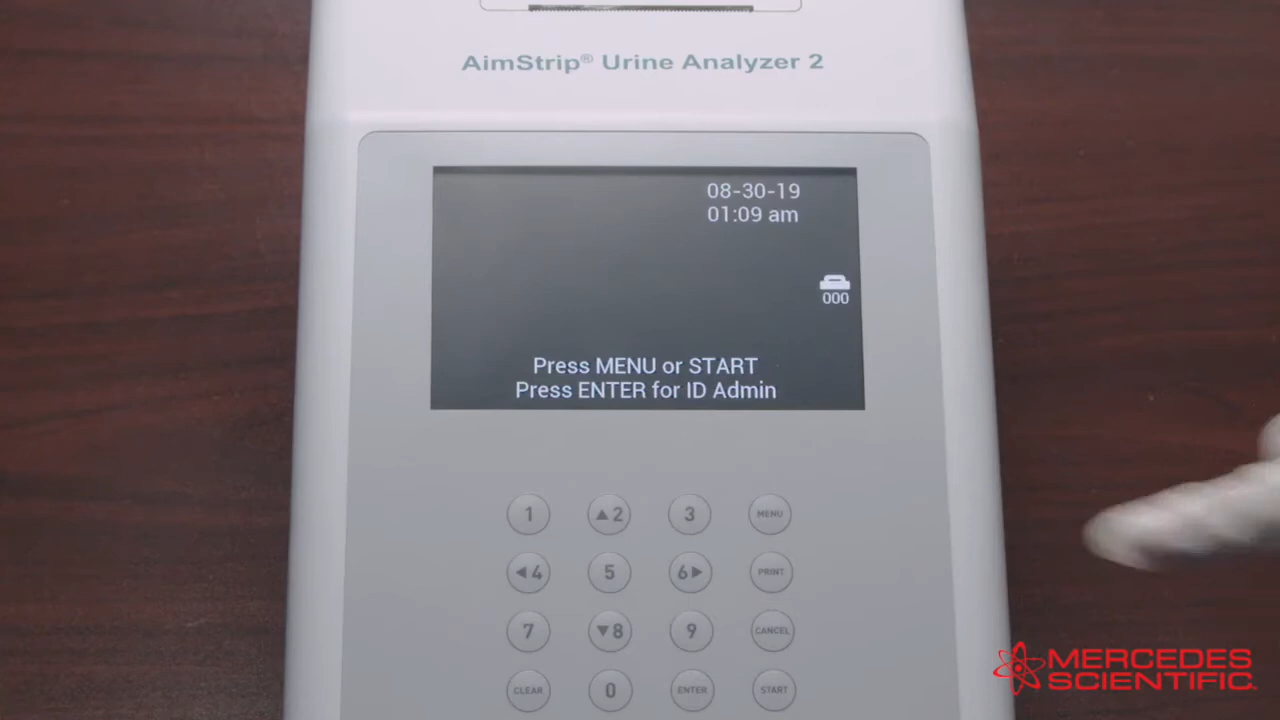 AimStrip® Urine Analyzer 2
08-30-19
01:09 am
000
Press MENU or START
Press ENTER for ID Admin
1 ▲2 3 MENU
◄4 5 6► PRINT
7 ▼8 9 CANCEL
CLEAR 0 ENTER START
MERCEDES
SCIENTIFIC